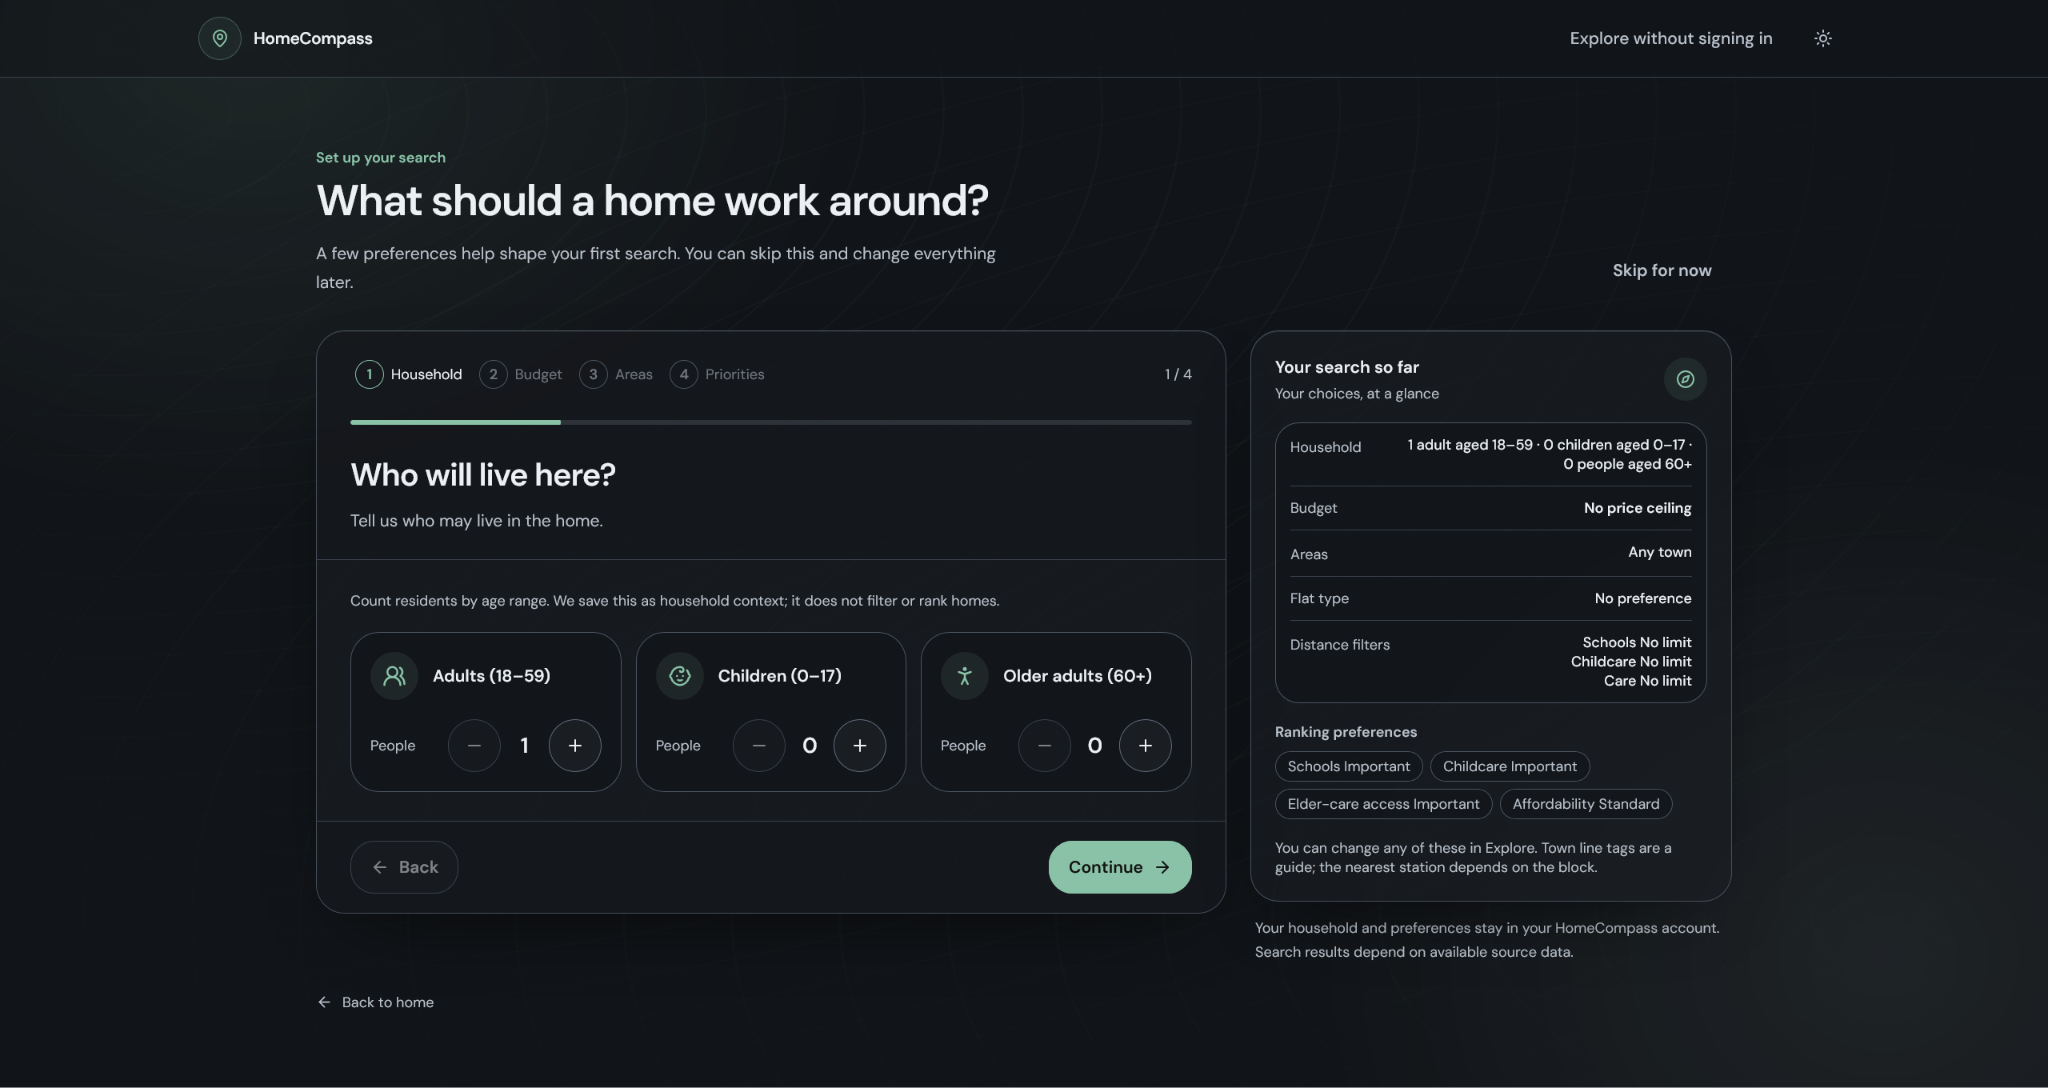 HomeCompass
Explore without signing in
Set up your search
What should a home work around?
A few preferences help shape your first search. You can skip this and change everything
later.
Skip for now
1 Household 2 Budget 3 Areas 4 Priorities
1 / 4
Who will live here?
Tell us who may live in the home.
Count residents by age range. We save this as household context; it does not filter or rank homes.
Adults (18–59)
People − 1 +
Children (0–17)
People − 0 +
Older adults (60+)
People − 0 +
← Back
Continue →
Your search so far
Your choices, at a glance
Household
1 adult aged 18–59 · 0 children aged 0–17 ·
0 people aged 60+
Budget
No price ceiling
Areas
Any town
Flat type
No preference
Distance filters
Schools No limit
Childcare No limit
Care No limit
Ranking preferences
Schools Important
Childcare Important
Elder-care access Important
Affordability Standard
You can change any of these in Explore. Town line tags are a
guide; the nearest station depends on the block.
Your household and preferences stay in your HomeCompass account.
Search results depend on available source data.
← Back to home